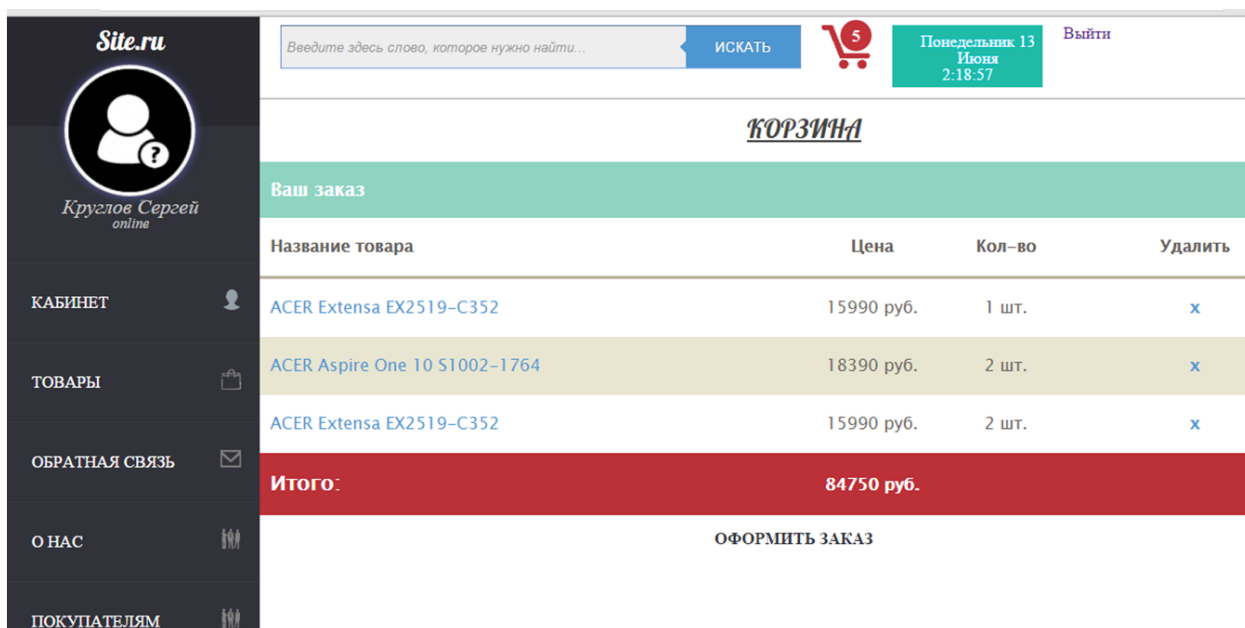 Site.ru
Круглов Сергей
online
КАБИНЕТ
ТОВАРЫ
ОБРАТНАЯ СВЯЗЬ
О НАС
ПОКУПАТЕЛЯМ
Введите здесь слово, которое нужно найти...
ИСКАТЬ
5
Понедельник 13
Июня
2:18:57
Выйти
КОРЗИНА
Ваш заказ
Название товара Цена Кол-во Удалить
ACER Extensa EX2519-C352 15990 руб. 1 шт. x
ACER Aspire One 10 S1002-1764 18390 руб. 2 шт. x
ACER Extensa EX2519-C352 15990 руб. 2 шт. x
Итого: 84750 руб.
ОФОРМИТЬ ЗАКАЗ